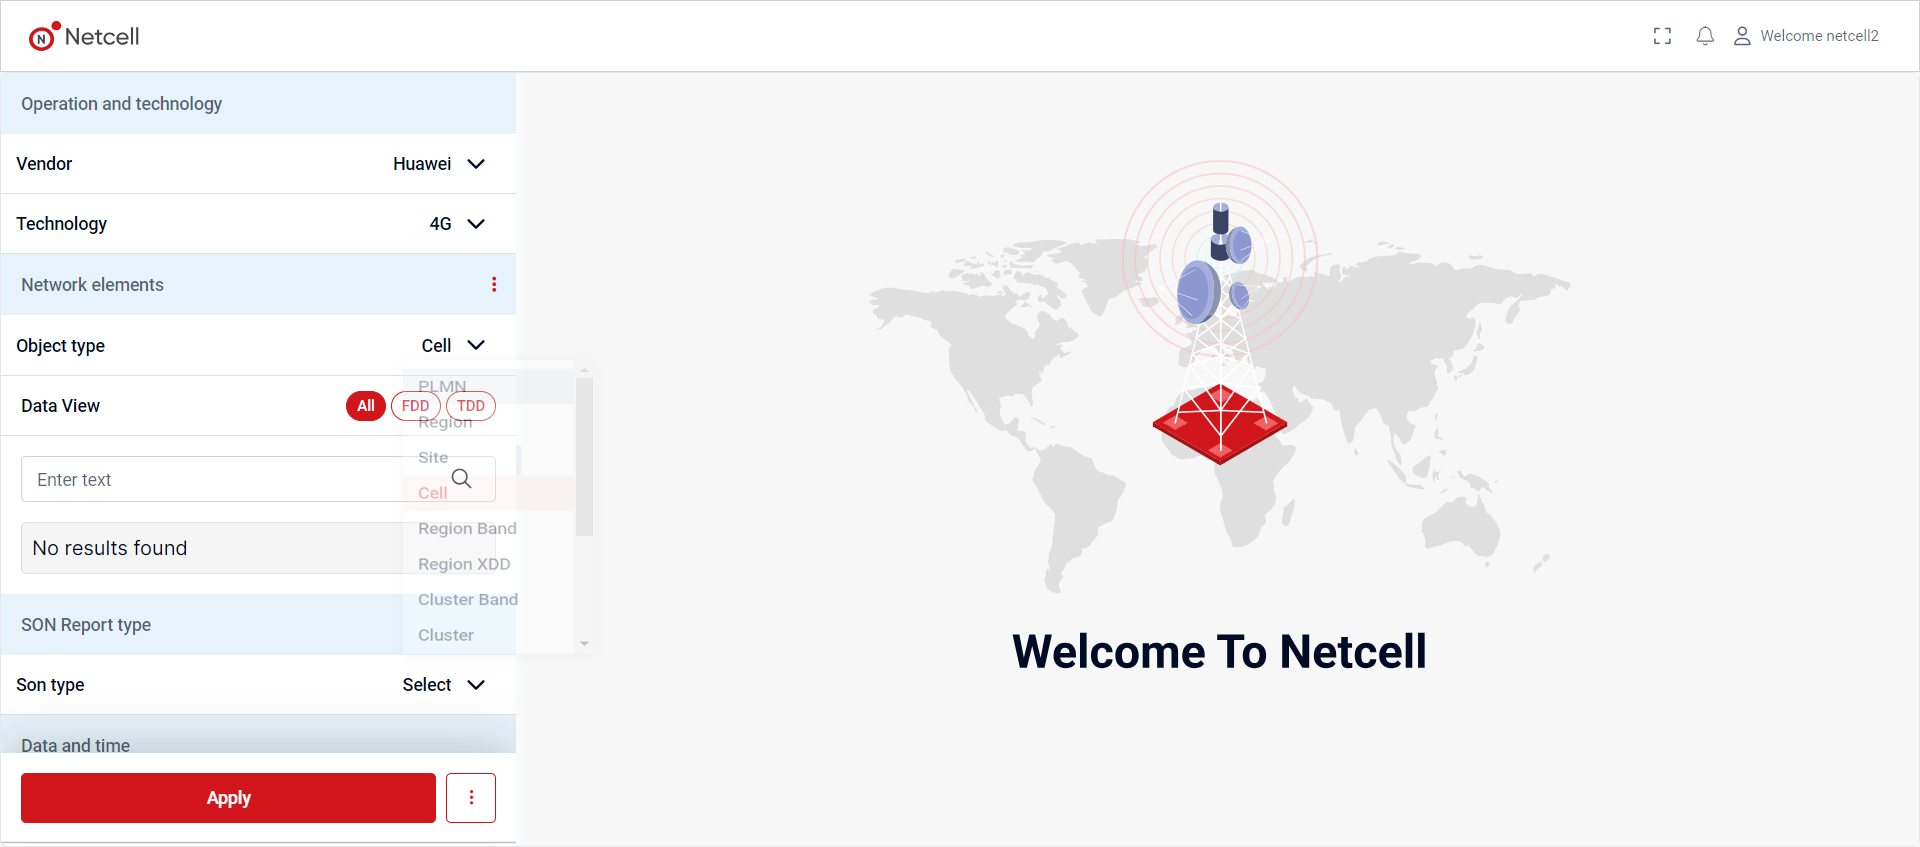 N Netcell
Welcome netcell2
Operation and technology
Vendor Huawei
Technology 4G
Network elements
Object type Cell
PLMN
Data View All FDD TDD
Region
Site
Enter text
Cell
Region Band
No results found
Region XDD
Cluster Band
SON Report type
Cluster
Son type Select
Data and time
Apply
Welcome To Netcell